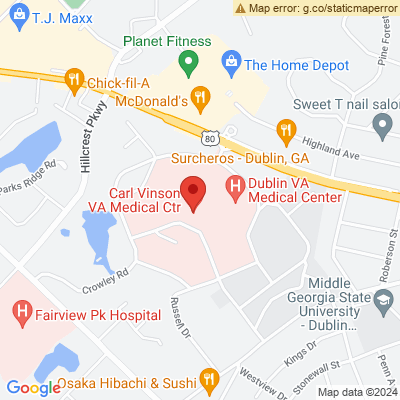 Map error: g.co/staticmaperror
T.J. Maxx
Planet Fitness
The Home Depot
Pine Forest
Chick-fil-A
McDonald's
Sweet T nail salon
Hillcrest Pkwy
80
Highland Ave
Surcheros - Dublin, GA
Parks Ridge Rd
Carl Vinson
VA Medical Ctr
H
Dublin VA
Medical Center
Roberson St
Crowley Rd
Russell Dr
Middle
Georgia State
University
- Dublin...
H
Fairview Pk Hospital
Kings Dr
Stonewall St
Penn A
Osaka Hibachi & Sushi
Westview Dr
Google
Map data ©2024